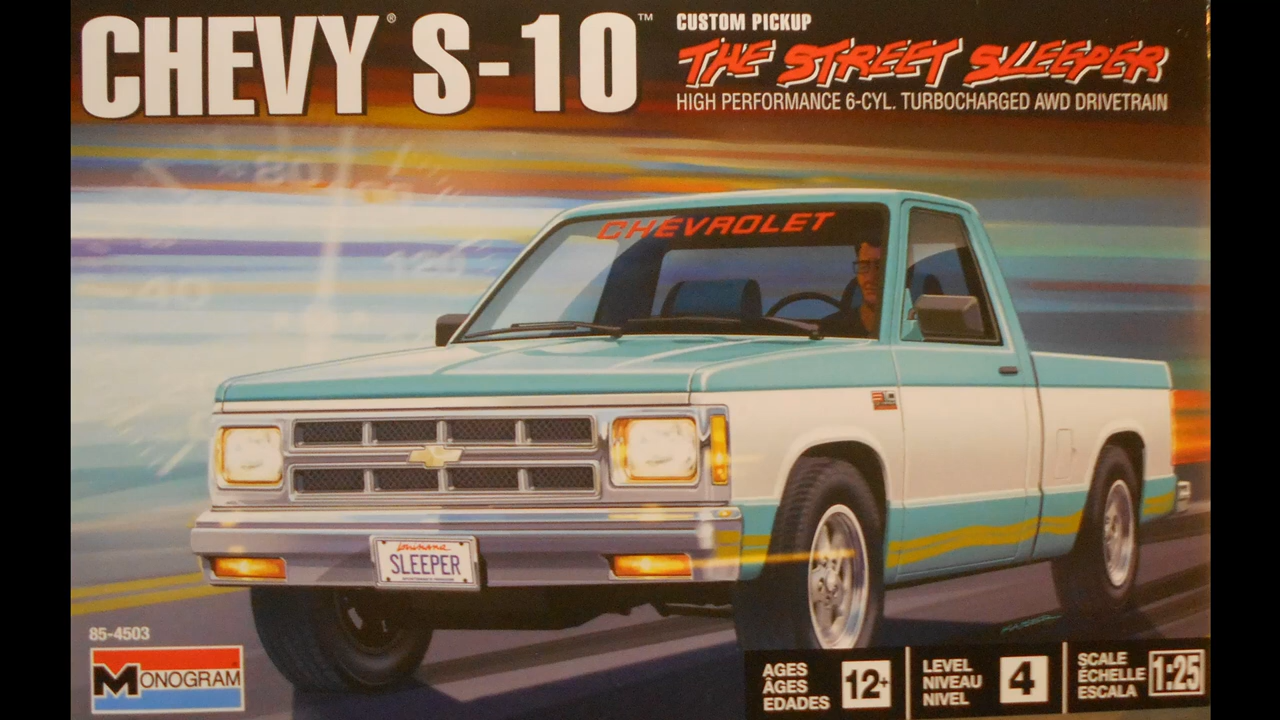 CHEVY® S-10™
CUSTOM PICKUP
THE STREET SLEEPER
HIGH PERFORMANCE 6-CYL. TURBOCHARGED AWD DRIVETRAIN
CHEVROLET
Louisiana
SLEEPER
85-4503
MONOGRAM
AGES
ÂGES
EDADES
12+
LEVEL
NIVEAU
NIVEL
4
SCALE
ÉCHELLE
ESCALA
1:25